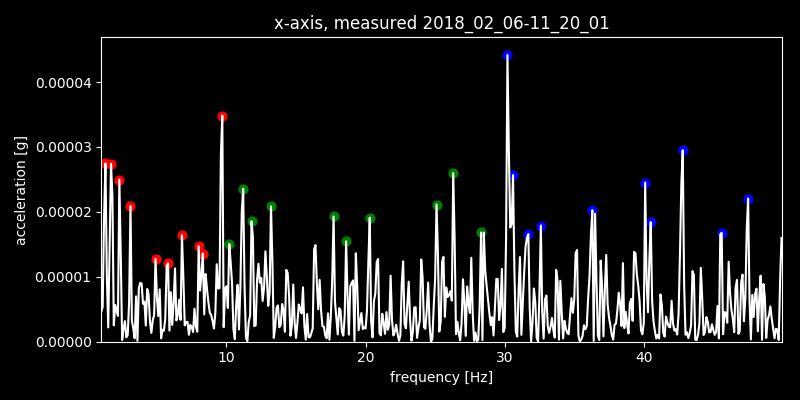 x-axis, measured 2018_02_06-11_20_01
0.00004
0.00003
0.00002
0.00001
0.00000
acceleration [g]
10 20 30 40
frequency [Hz]